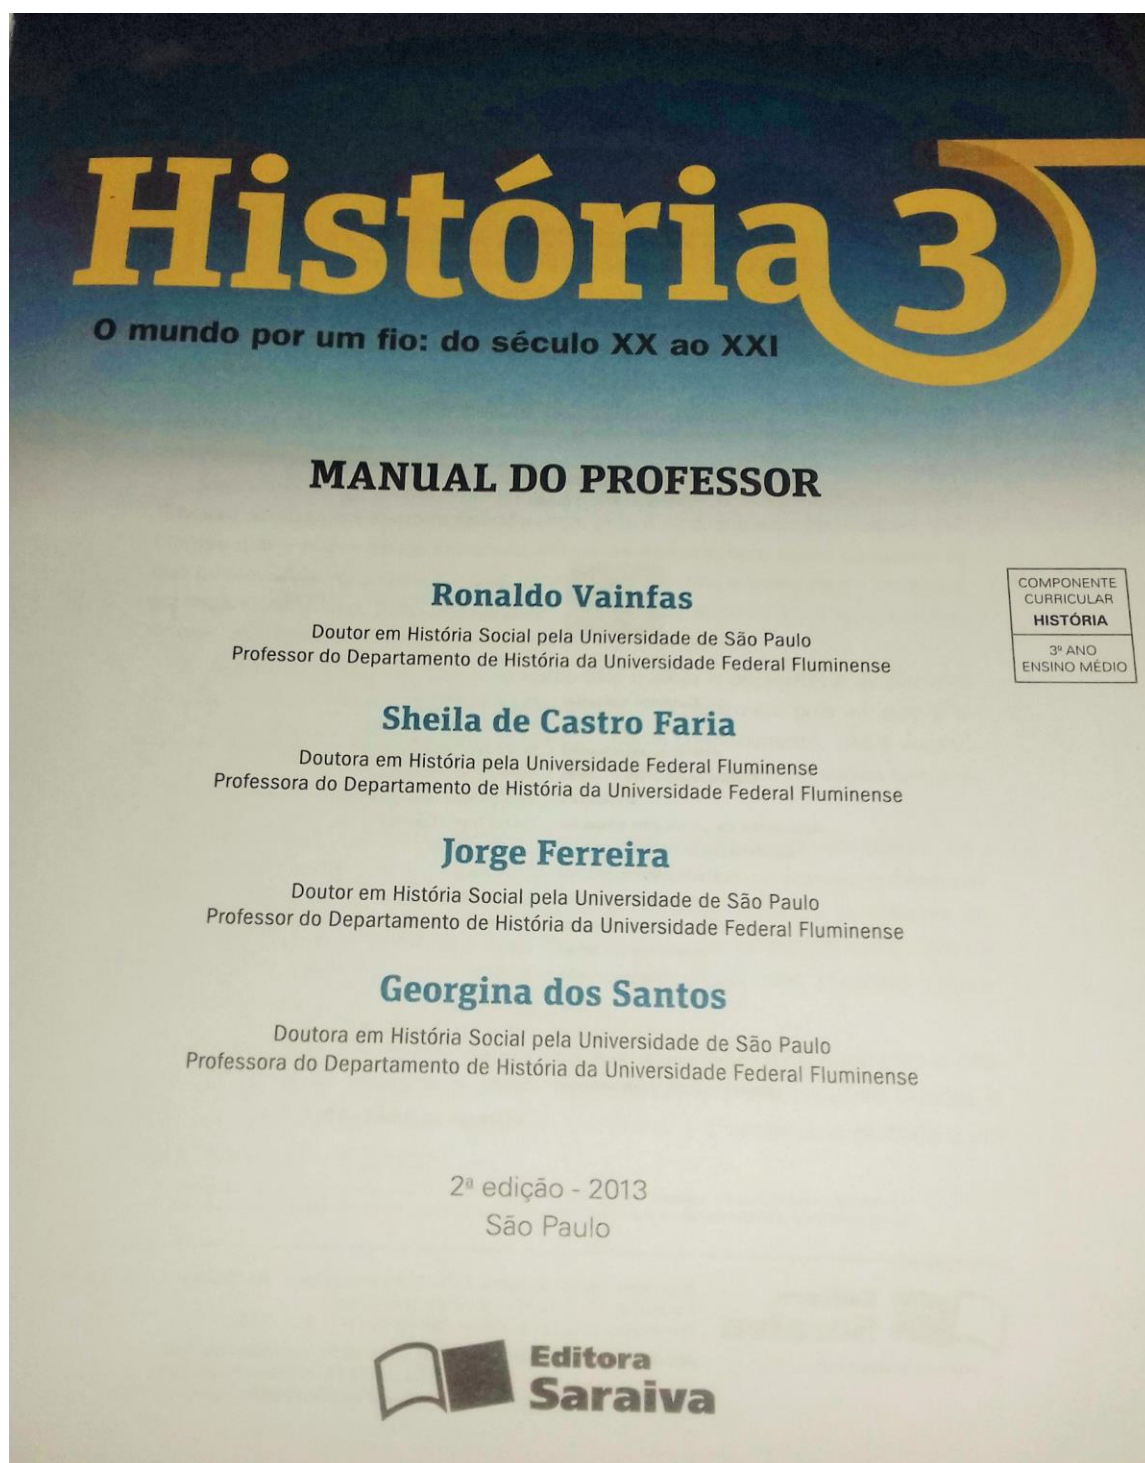 História 3
O mundo por um fio: do século XX ao XXI
MANUAL DO PROFESSOR
Ronaldo Vainfas
Doutor em História Social pela Universidade de São Paulo
Professor do Departamento de História da Universidade Federal Fluminense
COMPONENTE
CURRICULAR
HISTÓRIA
3º ANO
ENSINO MÉDIO
Sheila de Castro Faria
Doutora em História pela Universidade Federal Fluminense
Professora do Departamento de História da Universidade Federal Fluminense
Jorge Ferreira
Doutor em História Social pela Universidade de São Paulo
Professor do Departamento de História da Universidade Federal Fluminense
Georgina dos Santos
Doutora em História Social pela Universidade de São Paulo
Professora do Departamento de História da Universidade Federal Fluminense
2ª edição - 2013
São Paulo
Editora
Saraiva